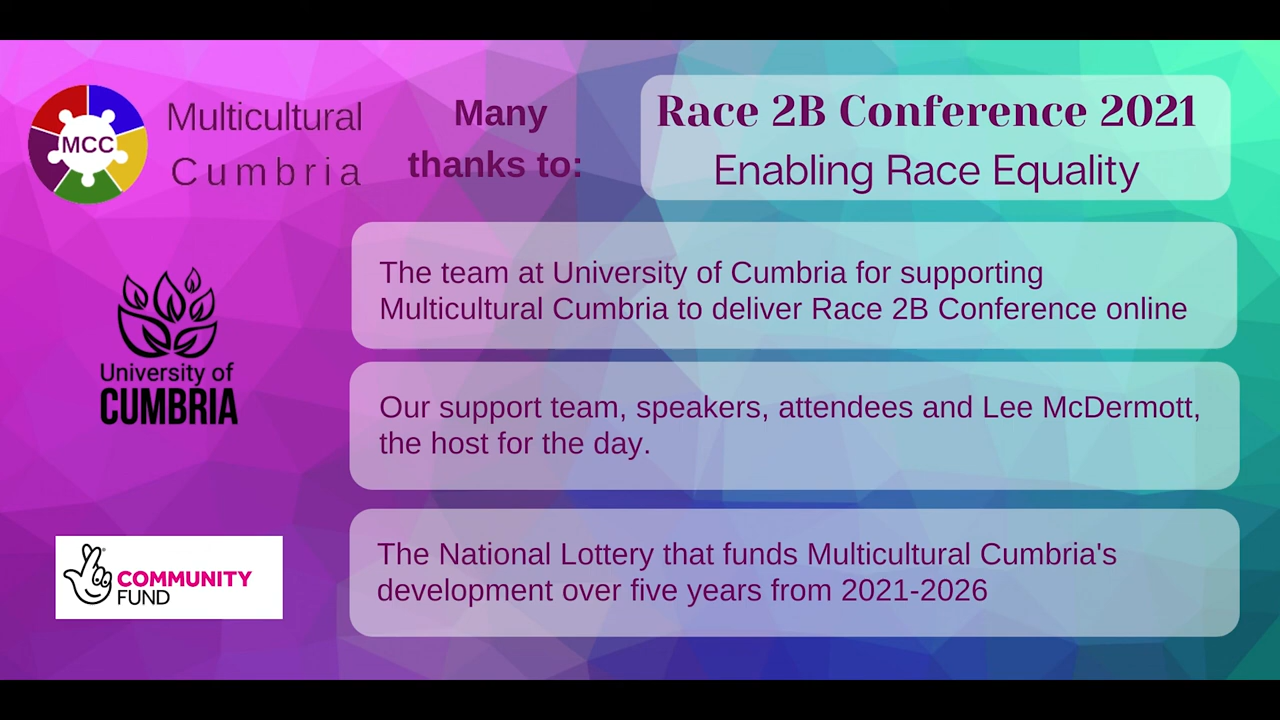 MCC
Multicultural
Cumbria
Many
thanks to:
Race 2B Conference 2021
Enabling Race Equality
University of
CUMBRIA
The team at University of Cumbria for supporting
Multicultural Cumbria to deliver Race 2B Conference online
Our support team, speakers, attendees and Lee McDermott,
the host for the day.
COMMUNITY
FUND
The National Lottery that funds Multicultural Cumbria's
development over five years from 2021-2026